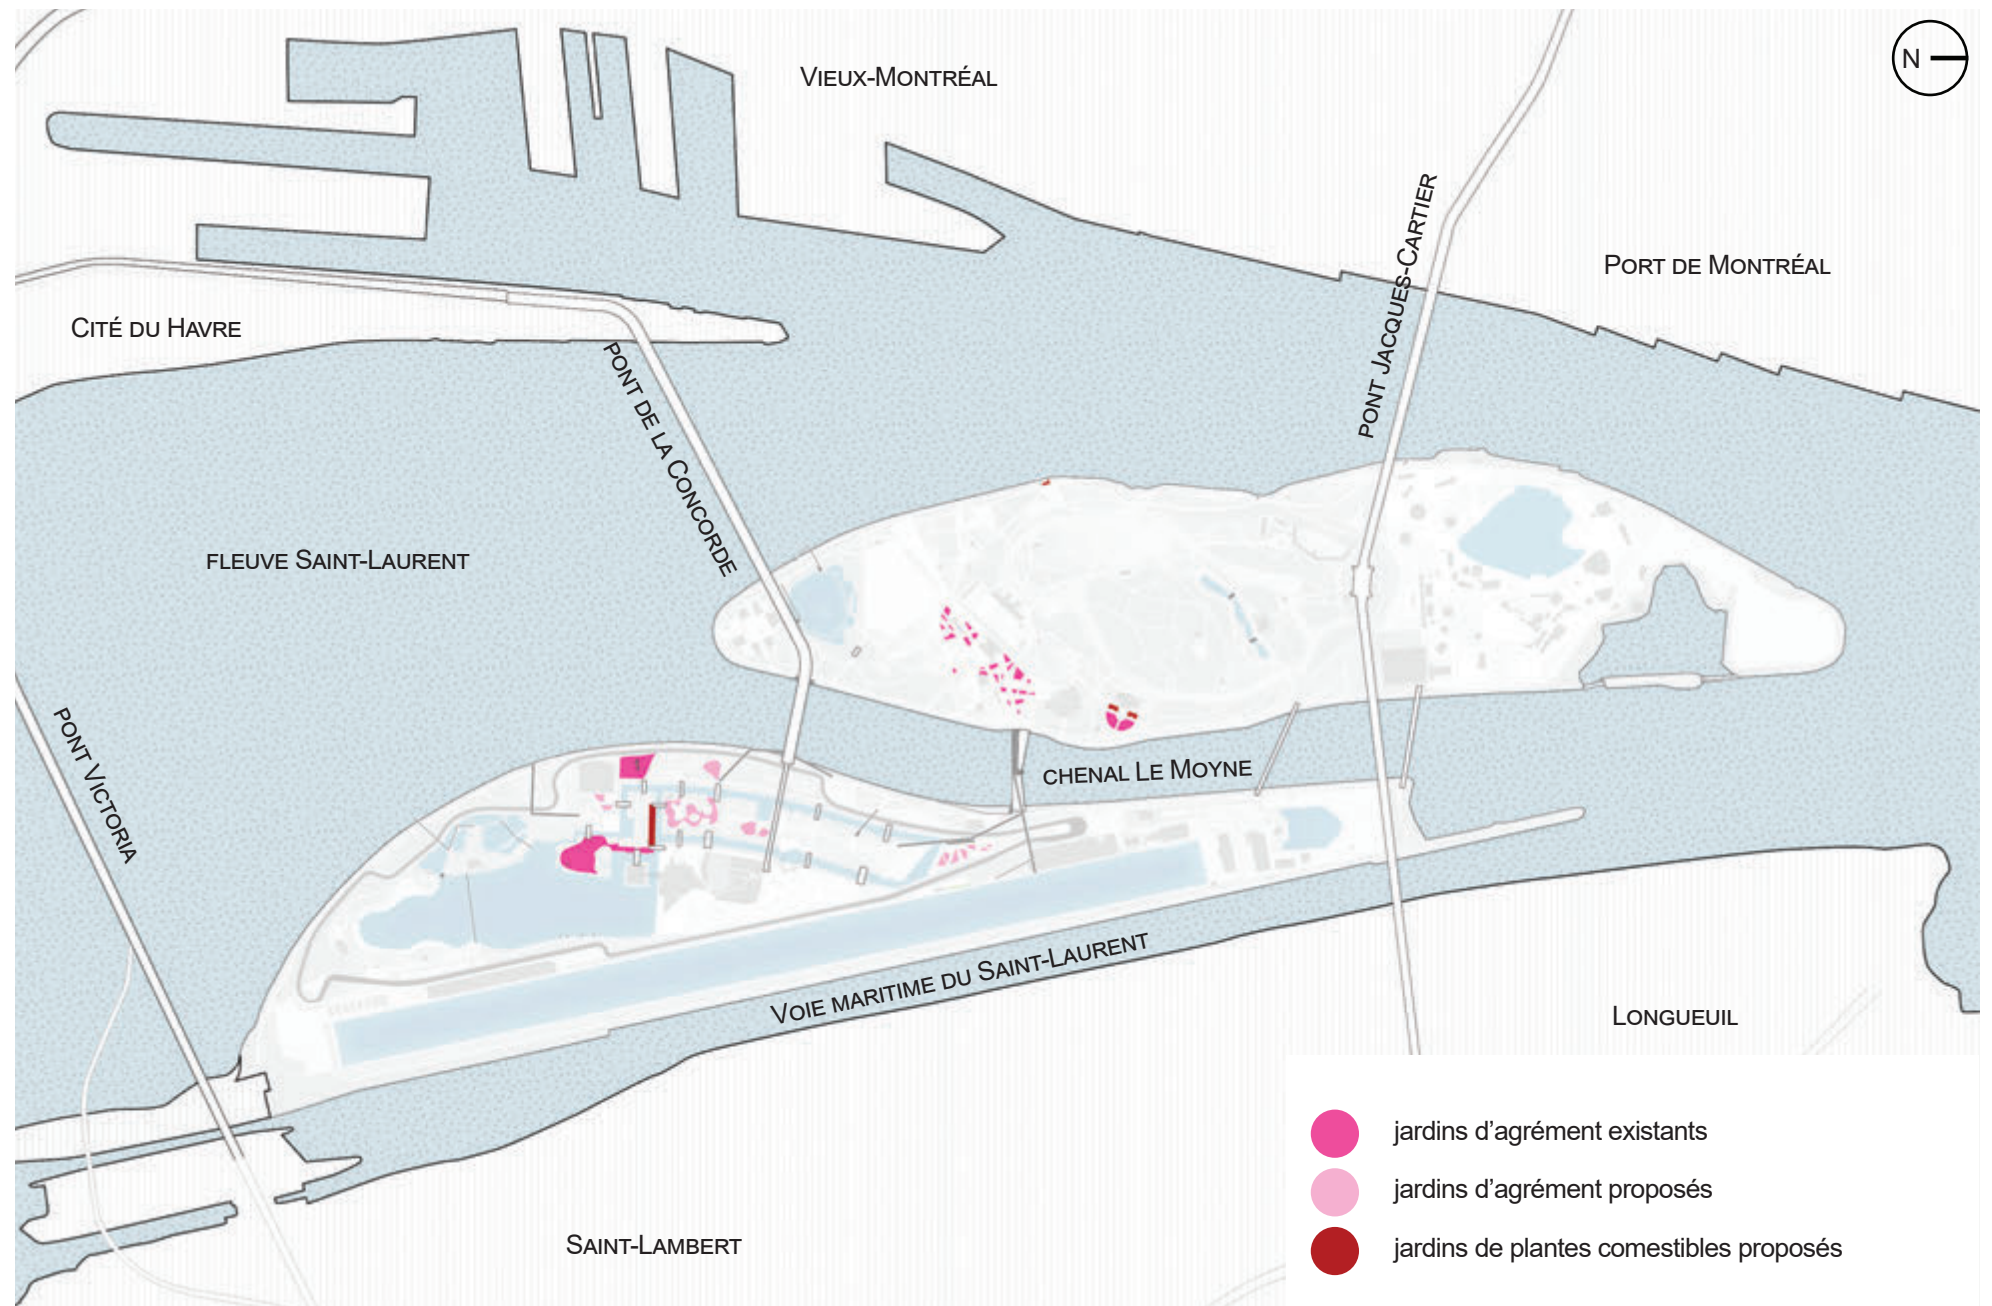 N
Vieux-Montréal
Port de Montréal
Cité du Havre
pont Jacques-Cartier
pont de la Concorde
fleuve Saint-Laurent
pont Victoria
chenal Le Moyne
Voie maritime du Saint-Laurent
Longueuil
Saint-Lambert
jardins d’agrément existants
jardins d’agrément proposés
jardins de plantes comestibles proposés